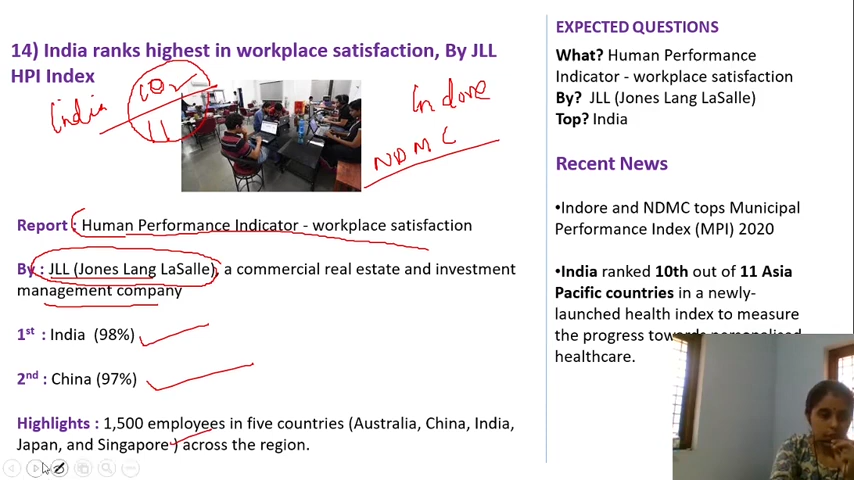 14) India ranks highest in workplace satisfaction, By JLL
HPI Index
India
10
11
Indore
NDMC
Report : Human Performance Indicator - workplace satisfaction
By : JLL (Jones Lang LaSalle), a commercial real estate and investment
management company
1st : India (98%)
2nd : China (97%)
Highlights : 1,500 employees in five countries (Australia, China, India,
Japan, and Singapore ) across the region.
EXPECTED QUESTIONS
What? Human Performance
Indicator - workplace satisfaction
By? JLL (Jones Lang LaSalle)
Top? India
Recent News
•Indore and NDMC tops Municipal
Performance Index (MPI) 2020
•India ranked 10th out of 11 Asia
Pacific countries in a newly-
launched health index to measure
the progress towards personalised
healthcare.